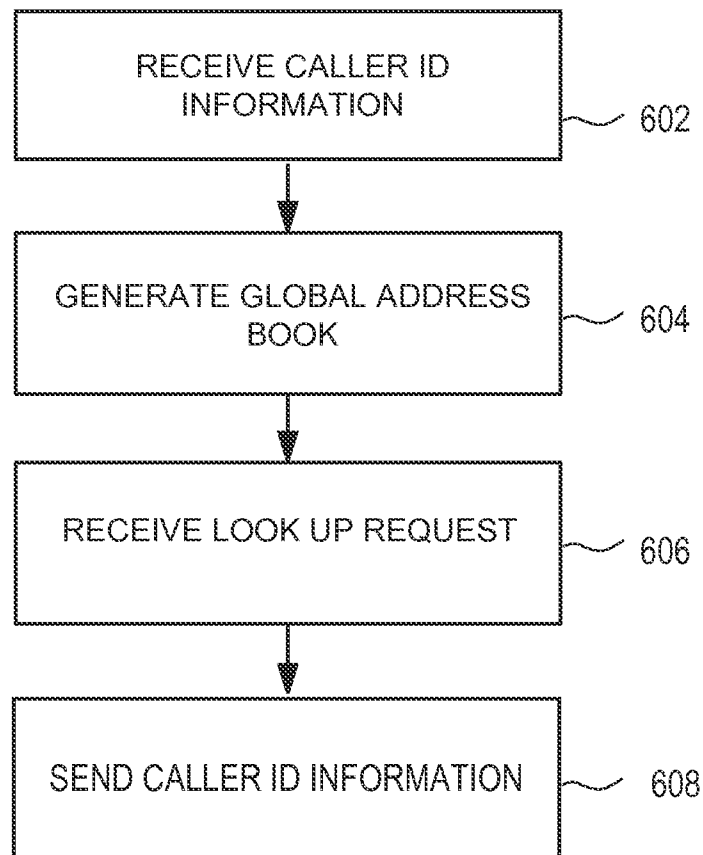 RECEIVE CALLER ID
INFORMATION
602
GENERATE GLOBAL ADDRESS
BOOK
604
RECEIVE LOOK UP REQUEST
606
SEND CALLER ID INFORMATION
608